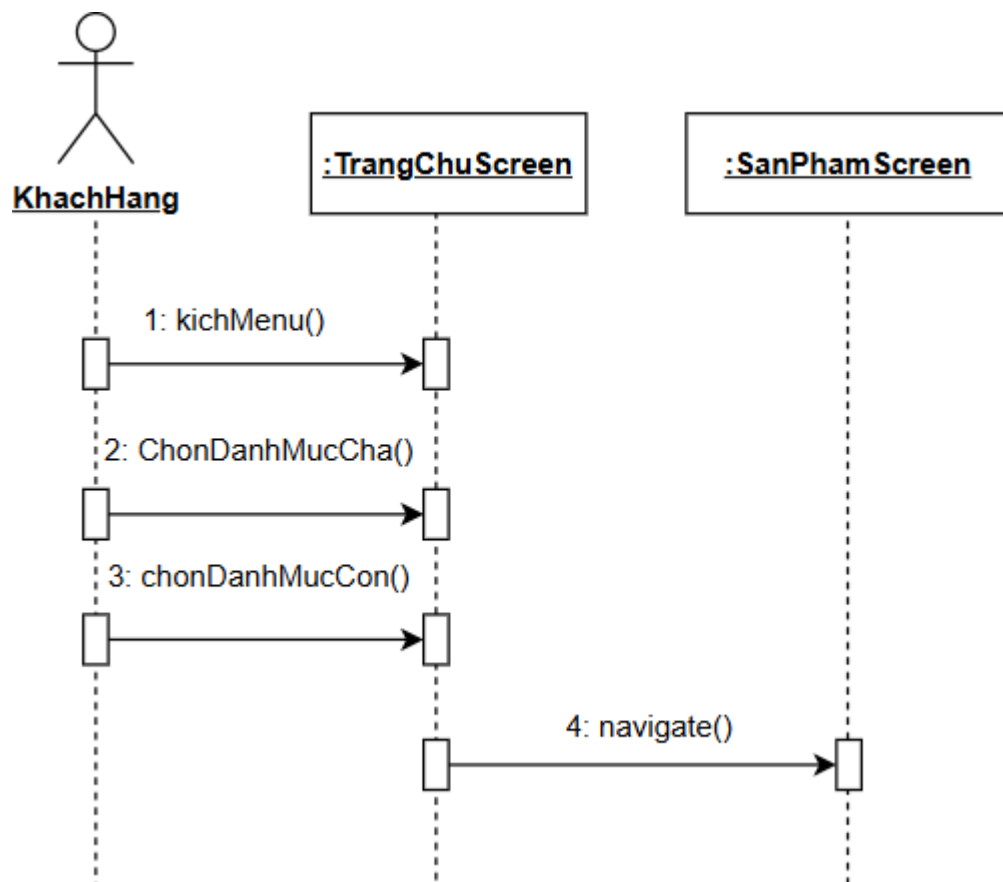 KhachHang
:TrangChuScreen
:SanPhamScreen
1: kichMenu()
2: ChonDanhMucCha()
3: chonDanhMucCon()
4: navigate()